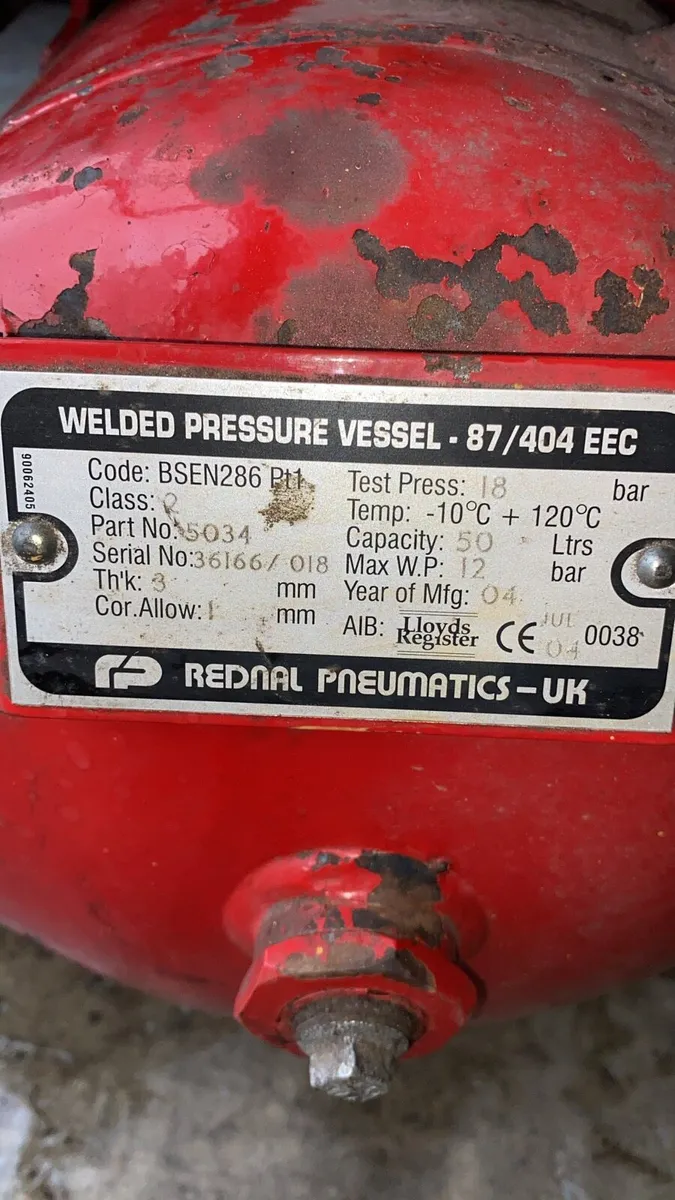 WELDED PRESSURE VESSEL - 87/404 EEC
90062405
Code: BSEN286 Pt1
Class: 2
Part No: 5034
Serial No: 36166/018
Th'k: 3 mm
Cor.Allow: 1 mm
Test Press: 18 bar
Temp: -10°C + 120°C
Capacity: 50 Ltrs
Max W.P: 12 bar
Year of Mfg: 04
AIB: Lloyds Register CE JUL 04 0038
REDNAL PNEUMATICS - UK